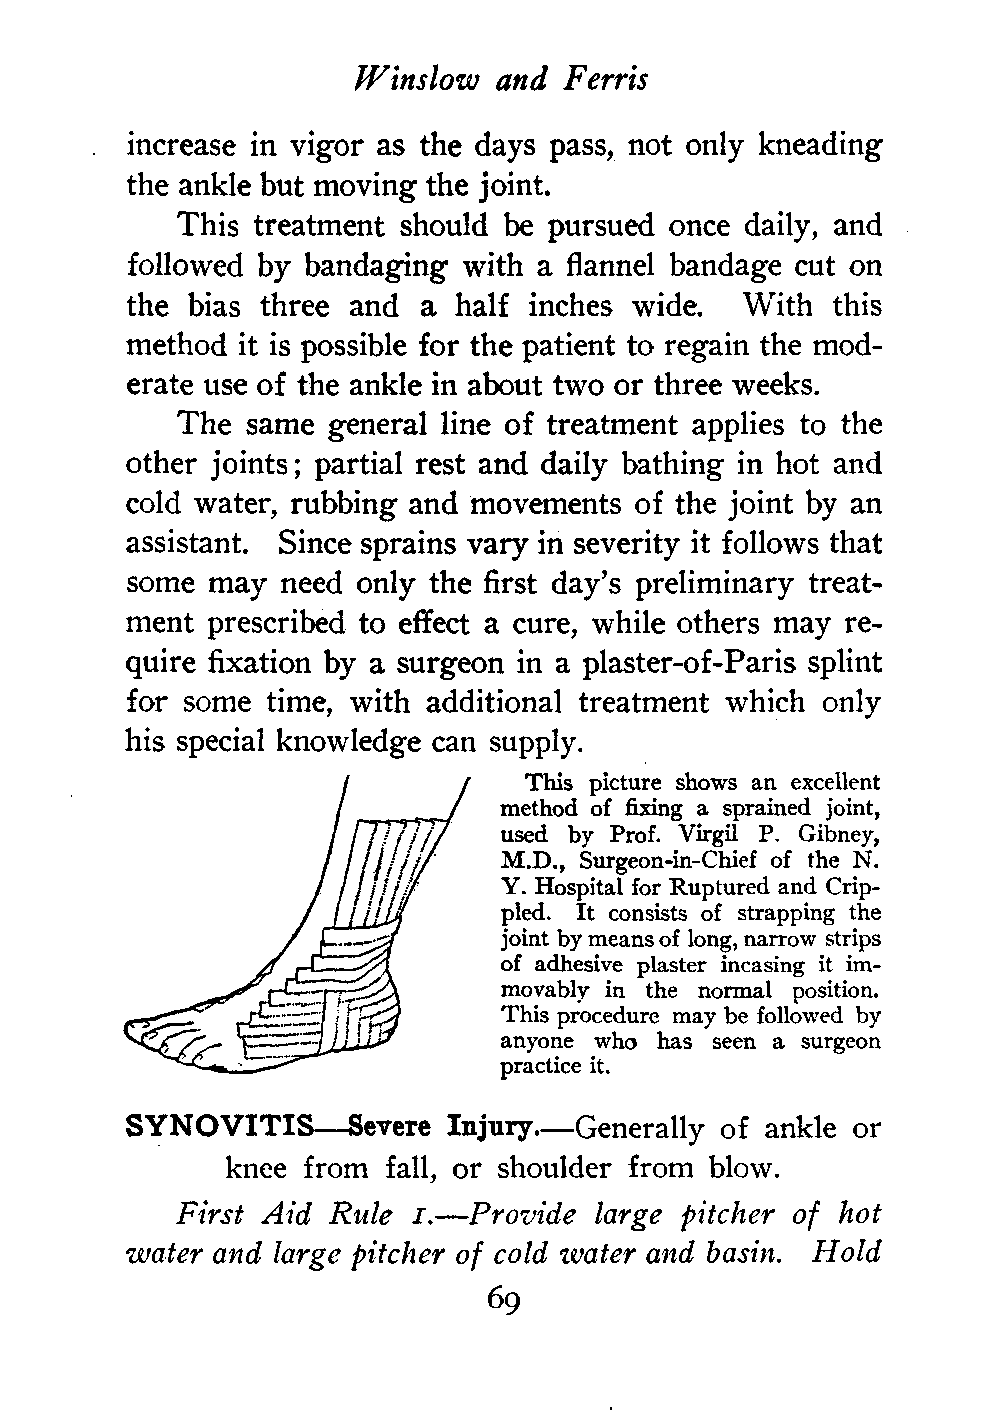 Winslow and Ferris
increase in vigor as the days pass, not only kneading
the ankle but moving the joint.
This treatment should be pursued once daily, and
followed by bandaging with a flannel bandage cut on
the bias three and a half inches wide. With this
method it is possible for the patient to regain the mod-
erate use of the ankle in about two or three weeks.
The same general line of treatment applies to the
other joints; partial rest and daily bathing in hot and
cold water, rubbing and movements of the joint by an
assistant. Since sprains vary in severity it follows that
some may need only the first day's preliminary treat-
ment prescribed to effect a cure, while others may re-
quire fixation by a surgeon in a plaster-of-Paris splint
for some time, with additional treatment which only
his special knowledge can supply.
This picture shows an excellent
method of fixing a sprained joint,
used by Prof. Virgil P. Gibney,
M.D., Surgeon-in-Chief of the N.
Y. Hospital for Ruptured and Crip-
pled. It consists of strapping the
joint by means of long, narrow strips
of adhesive plaster incasing it im-
movably in the normal position.
This procedure may be followed by
anyone who has seen a surgeon
practice it.
SYNOVITIS—Severe Injury.—Generally of ankle or
knee from fall, or shoulder from blow.
First Aid Rule 1.—Provide large pitcher of hot
water and large pitcher of cold water and basin. Hold
69